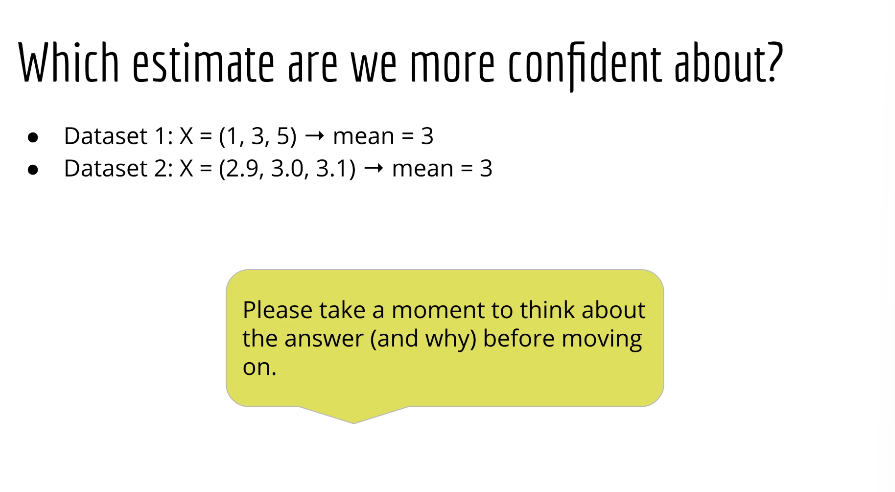 Which estimate are we more confident about?
● Dataset 1: X = (1, 3, 5) → mean = 3
● Dataset 2: X = (2.9, 3.0, 3.1) → mean = 3
Please take a moment to think about
the answer (and why) before moving
on.